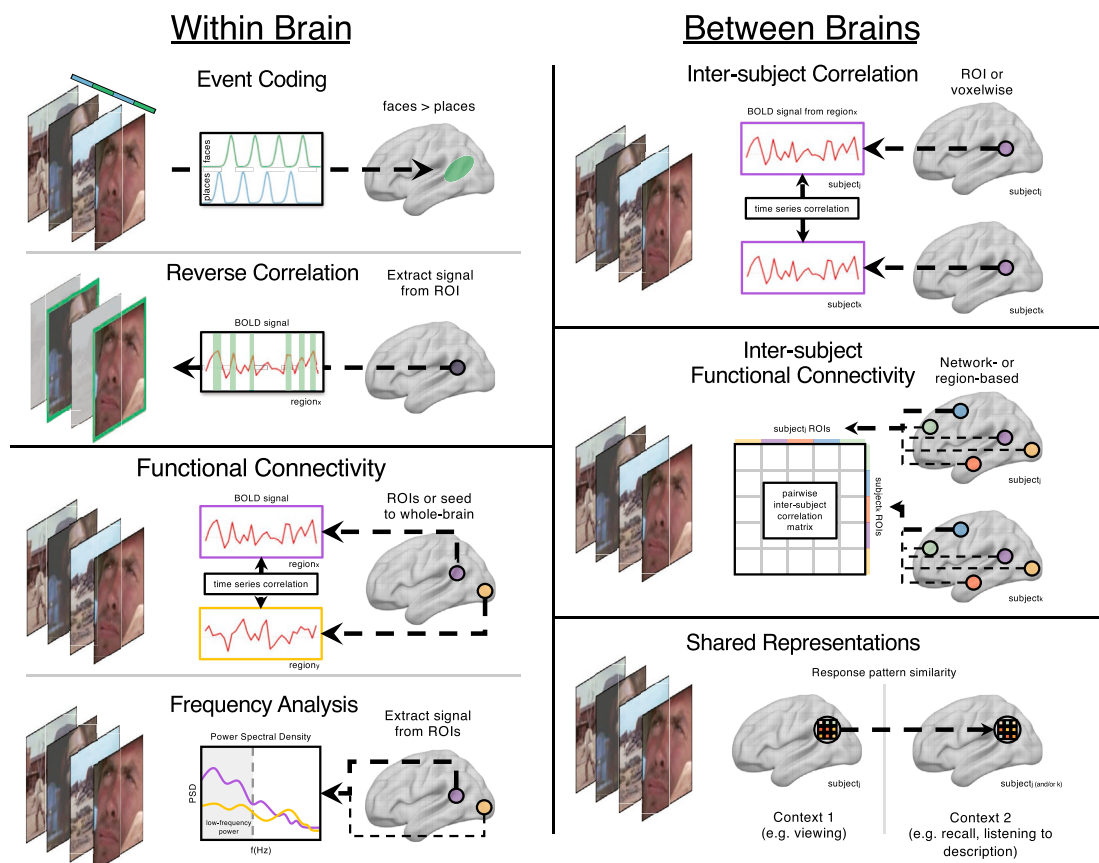 Within Brain
Event Coding
faces > places
faces
places
Reverse Correlation
Extract signal
from ROI
BOLD signal
regionx
Functional Connectivity
BOLD signal
ROIs or seed
to whole-brain
regionx
time series correlation
regiony
Frequency Analysis
Extract signal
from ROIs
Power Spectral Density
PSD
low-frequency
power
f(Hz)
Between Brains
Inter-subject Correlation
ROI or
voxelwise
BOLD signal from regionx
subjectj
subjectj
time series correlation
subjectk
subjectk
Inter-subject
Functional Connectivity
Network- or
region-based
subjectj ROIs
subjectj
pairwise
inter-subject
correlation
matrix
subjectk ROIs
subjectk
Shared Representations
Response pattern similarity
subjectj
subjectj (and/or k)
Context 1
(e.g. viewing)
Context 2
(e.g. recall, listening to
description)